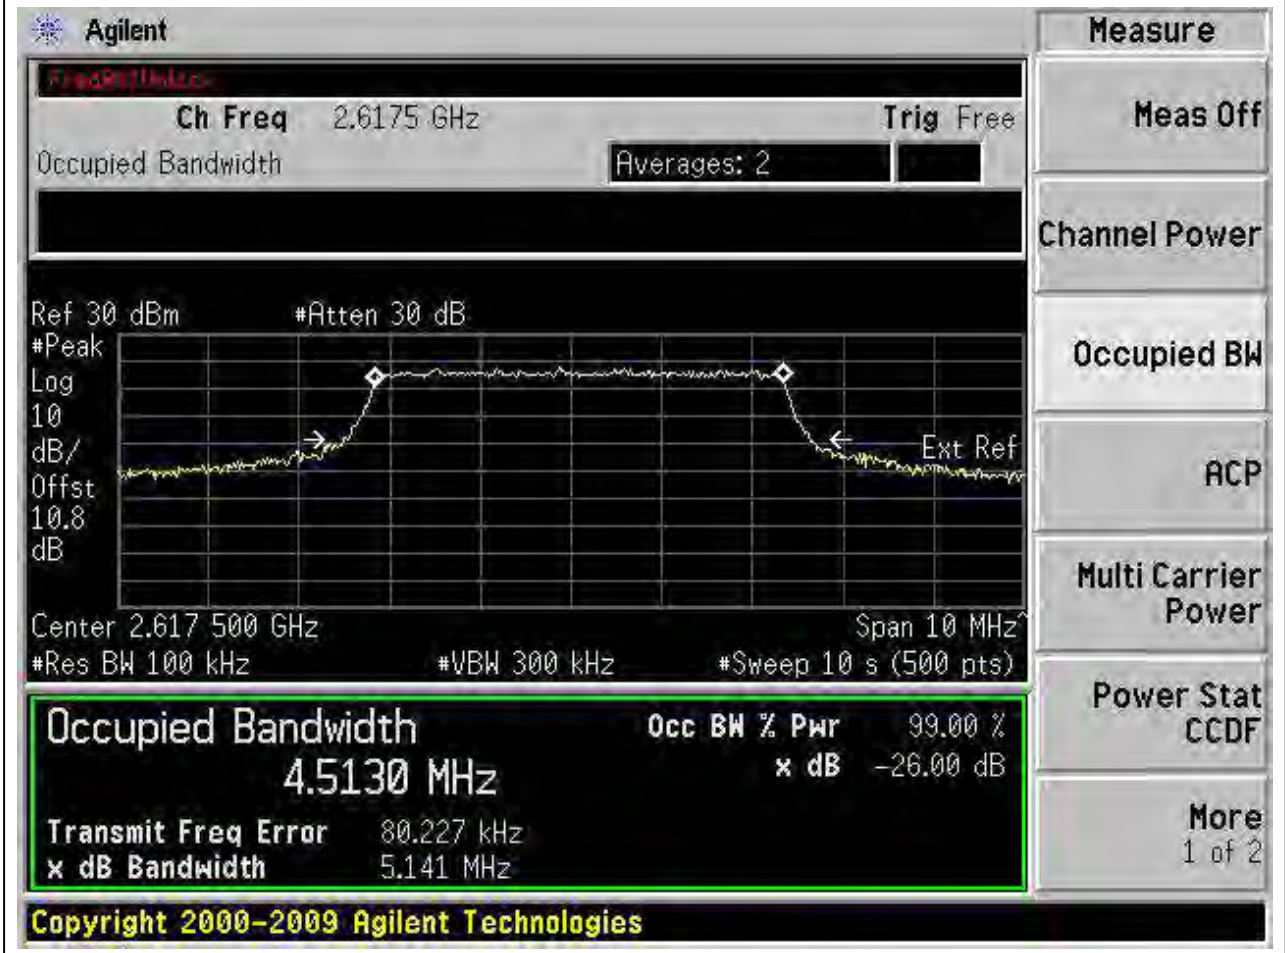 Agilent
Measure
Ch Freq 2.6175 GHz Trig Free
Occupied Bandwidth Averages: 2
Meas Off
Channel Power
Occupied BW
ACP
Multi Carrier
Power
Power Stat
CCDF
More
1 of 2
Ref 30 dBm #Atten 30 dB
#Peak
Log
10
dB/
Offst
10.8
dB
Ext Ref
Center 2.617 500 GHz Span 10 MHz^
#Res BW 100 kHz #VBW 300 kHz #Sweep 10 s (500 pts)
Occupied Bandwidth
4.5130 MHz
Occ BW % Pwr 99.00 %
x dB -26.00 dB
Transmit Freq Error 80.227 kHz
x dB Bandwidth 5.141 MHz
Copyright 2000-2009 Agilent Technologies